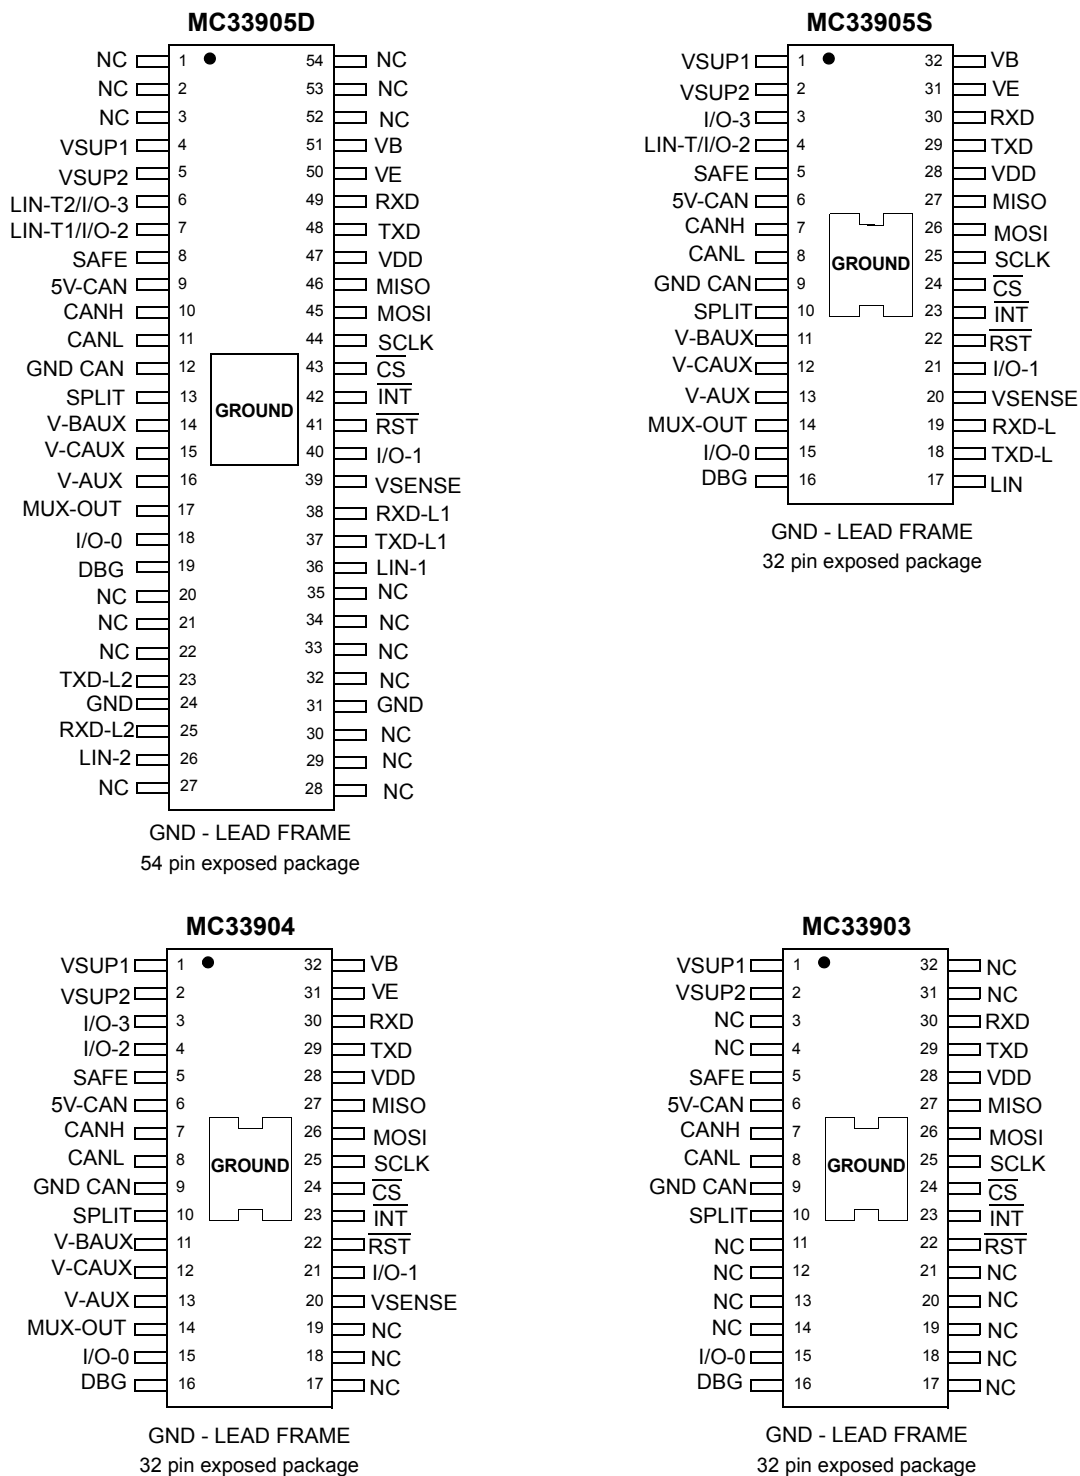 MC33905D
NC 1 54 NC
NC 2 53 NC
NC 3 52 NC
VSUP1 4 51 VB
VSUP2 5 50 VE
LIN-T2/I/O-3 6 49 RXD
LIN-T1/I/O-2 7 48 TXD
SAFE 8 47 VDD
5V-CAN 9 46 MISO
CANH 10 45 MOSI
CANL 11 44 SCLK
GND CAN 12 43 CS
SPLIT 13 42 INT
GROUND
V-BAUX 14 41 RST
V-CAUX 15 40 I/O-1
V-AUX 16 39 VSENSE
MUX-OUT 17 38 RXD-L1
I/O-0 18 37 TXD-L1
DBG 19 36 LIN-1
NC 20 35 NC
NC 21 34 NC
NC 22 33 NC
TXD-L2 23 32 NC
GND 24 31 GND
RXD-L2 25 30 NC
LIN-2 26 29 NC
NC 27 28 NC
GND - LEAD FRAME
54 pin exposed package
MC33905S
VSUP1 1 32 VB
VSUP2 2 31 VE
I/O-3 3 30 RXD
LIN-T/I/O-2 4 29 TXD
SAFE 5 28 VDD
5V-CAN 6 27 MISO
CANH 7 26 MOSI
CANL 8 25 SCLK
GROUND
GND CAN 9 24 CS
SPLIT 10 23 INT
V-BAUX 11 22 RST
V-CAUX 12 21 I/O-1
V-AUX 13 20 VSENSE
MUX-OUT 14 19 RXD-L
I/O-0 15 18 TXD-L
DBG 16 17 LIN
GND - LEAD FRAME
32 pin exposed package
MC33904
VSUP1 1 32 VB
VSUP2 2 31 VE
I/O-3 3 30 RXD
I/O-2 4 29 TXD
SAFE 5 28 VDD
5V-CAN 6 27 MISO
CANH 7 26 MOSI
CANL 8 25 SCLK
GROUND
GND CAN 9 24 CS
SPLIT 10 23 INT
V-BAUX 11 22 RST
V-CAUX 12 21 I/O-1
V-AUX 13 20 VSENSE
MUX-OUT 14 19 NC
I/O-0 15 18 NC
DBG 16 17 NC
GND - LEAD FRAME
32 pin exposed package
MC33903
VSUP1 1 32 NC
VSUP2 2 31 NC
NC 3 30 RXD
NC 4 29 TXD
SAFE 5 28 VDD
5V-CAN 6 27 MISO
CANH 7 26 MOSI
CANL 8 25 SCLK
GROUND
GND CAN 9 24 CS
SPLIT 10 23 INT
NC 11 22 RST
NC 12 21 NC
NC 13 20 NC
NC 14 19 NC
I/O-0 15 18 NC
DBG 16 17 NC
GND - LEAD FRAME
32 pin exposed package